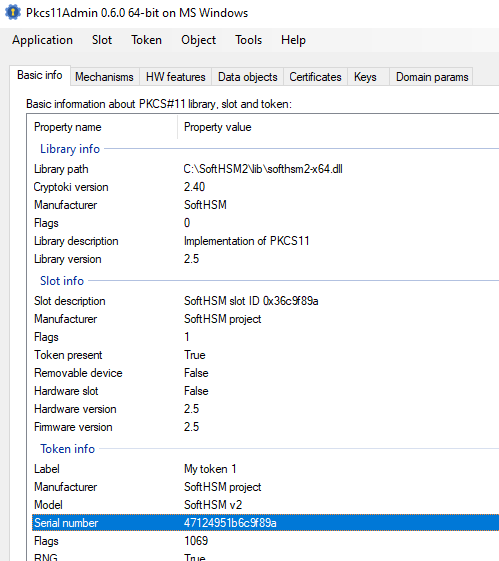 Pkcs11Admin 0.6.0 64-bit on MS Windows
Application Slot Token Object Tools Help
Basic info Mechanisms HW features Data objects Certificates Keys Domain params
Basic information about PKCS#11 library, slot and token:
Property name Property value
Library info
Library path C:\SoftHSM2\lib\softhsm2-x64.dll
Cryptoki version 2.40
Manufacturer SoftHSM
Flags 0
Library description Implementation of PKCS11
Library version 2.5
Slot info
Slot description SoftHSM slot ID 0x36c9f89a
Manufacturer SoftHSM project
Flags 1
Token present True
Removable device False
Hardware slot False
Hardware version 2.5
Firmware version 2.5
Token info
Label My token 1
Manufacturer SoftHSM project
Model SoftHSM v2
Serial number 47124951b6c9f89a
Flags 1069
RNG True